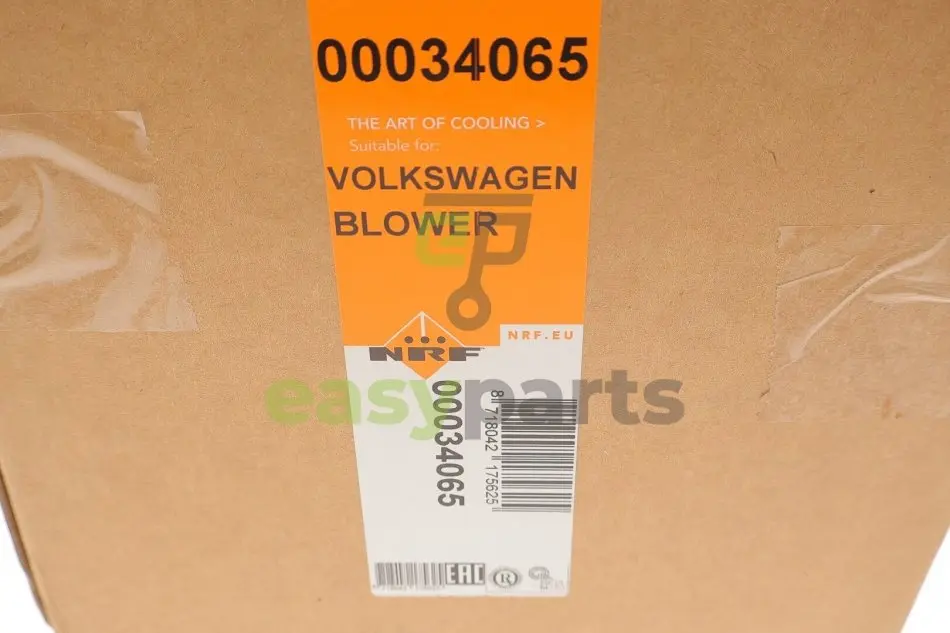 00034065
THE ART OF COOLING >
Suitable for:
VOLKSWAGEN
BLOWER
NRF.EU
NRF
easyparts
00034065
8 718042 175625
EAC
R